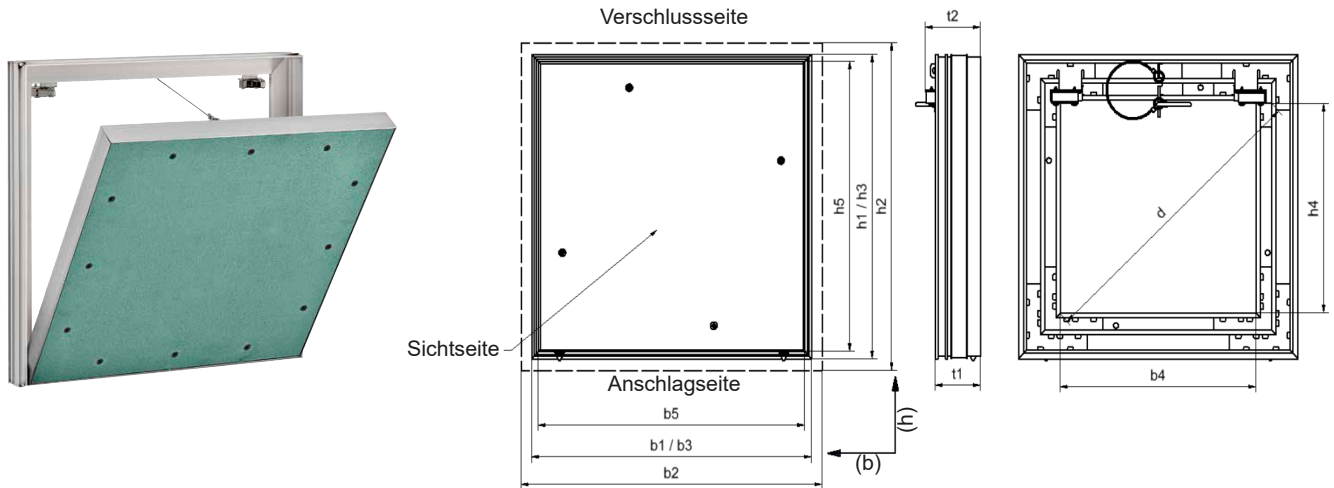 Verschlussseite
t2
h5
h1 / h3
h2
h4
d
Sichtseite
Anschlagseite
t1
b4
b5
(h)
b1 / b3
(b)
b2